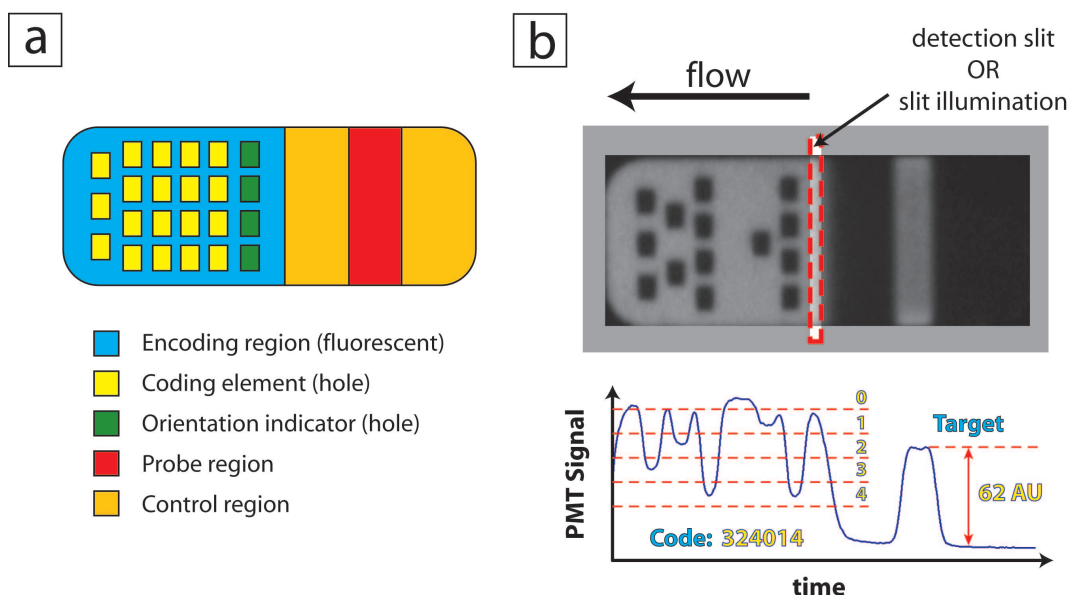 a
Encoding region (fluorescent)
Coding element (hole)
Orientation indicator (hole)
Probe region
Control region
b
detection slit
OR
slit illumination
flow
PMT Signal
0
1
2
3
4
Target
62 AU
Code: 324014
time